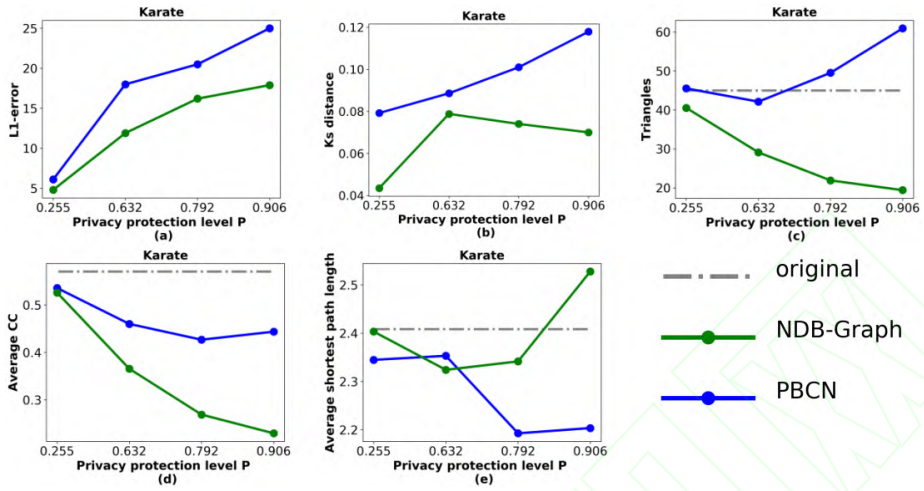 Karate
L1-error
25
20
15
10
5
0.255 0.632 0.792 0.906
Privacy protection level P
(a)
Karate
Ks distance
0.12
0.10
0.08
0.06
0.04
0.255 0.632 0.792 0.906
Privacy protection level P
(b)
Karate
Triangles
60
50
40
30
20
0.255 0.632 0.792 0.906
Privacy protection level P
(c)
Karate
Average CC
0.5
0.4
0.3
0.255 0.632 0.792 0.906
Privacy protection level P
(d)
Karate
Average shortest path length
2.5
2.4
2.3
2.2
0.255 0.632 0.792 0.906
Privacy protection level P
(e)
original
NDB-Graph
PBCN